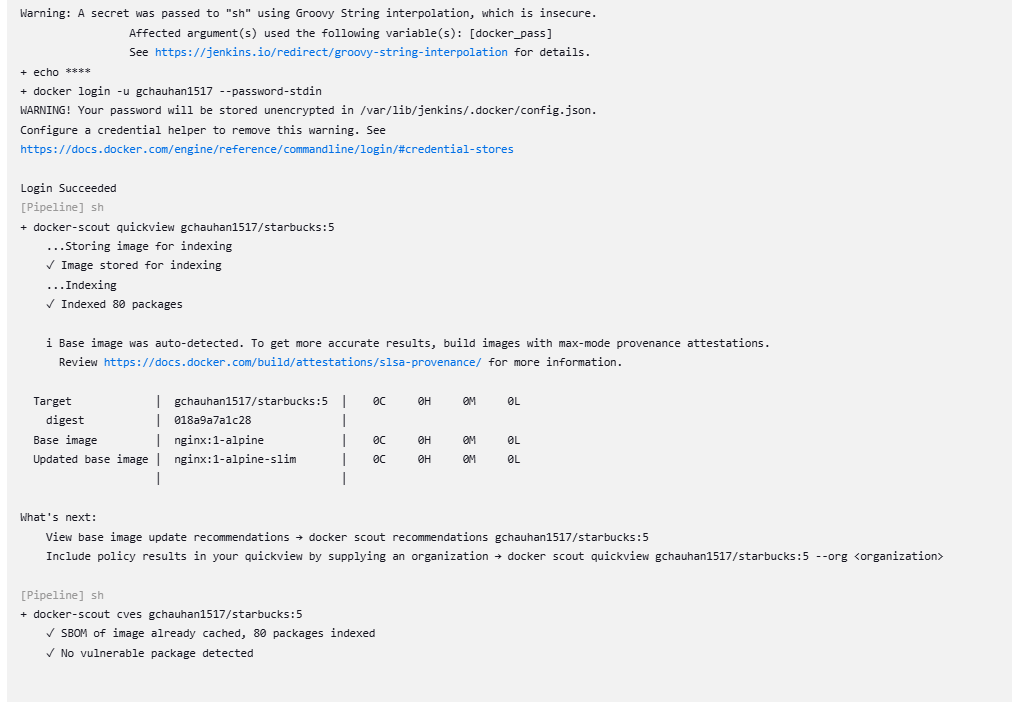 Warning: A secret was passed to "sh" using Groovy String interpolation, which is insecure.
Affected argument(s) used the following variable(s): [docker_pass]
See https://jenkins.io/redirect/groovy-string-interpolation for details.
+ echo ****
+ docker login -u gchauhan1517 --password-stdin
WARNING! Your password will be stored unencrypted in /var/lib/jenkins/.docker/config.json.
Configure a credential helper to remove this warning. See
https://docs.docker.com/engine/reference/commandline/login/#credential-stores
Login Succeeded
[Pipeline] sh
+ docker-scout quickview gchauhan1517/starbucks:5
...Storing image for indexing
✓ Image stored for indexing
...Indexing
✓ Indexed 80 packages
i Base image was auto-detected. To get more accurate results, build images with max-mode provenance attestations.
Review https://docs.docker.com/build/attestations/slsa-provenance/ for more information.
Target | gchauhan1517/starbucks:5 | 0C 0H 0M 0L
digest | 018a9a7a1c28 |
Base image | nginx:1-alpine | 0C 0H 0M 0L
Updated base image | nginx:1-alpine-slim | 0C 0H 0M 0L
| |
What's next:
View base image update recommendations → docker scout recommendations gchauhan1517/starbucks:5
Include policy results in your quickview by supplying an organization → docker scout quickview gchauhan1517/starbucks:5 --org <organization>
[Pipeline] sh
+ docker-scout cves gchauhan1517/starbucks:5
✓ SBOM of image already cached, 80 packages indexed
✓ No vulnerable package detected